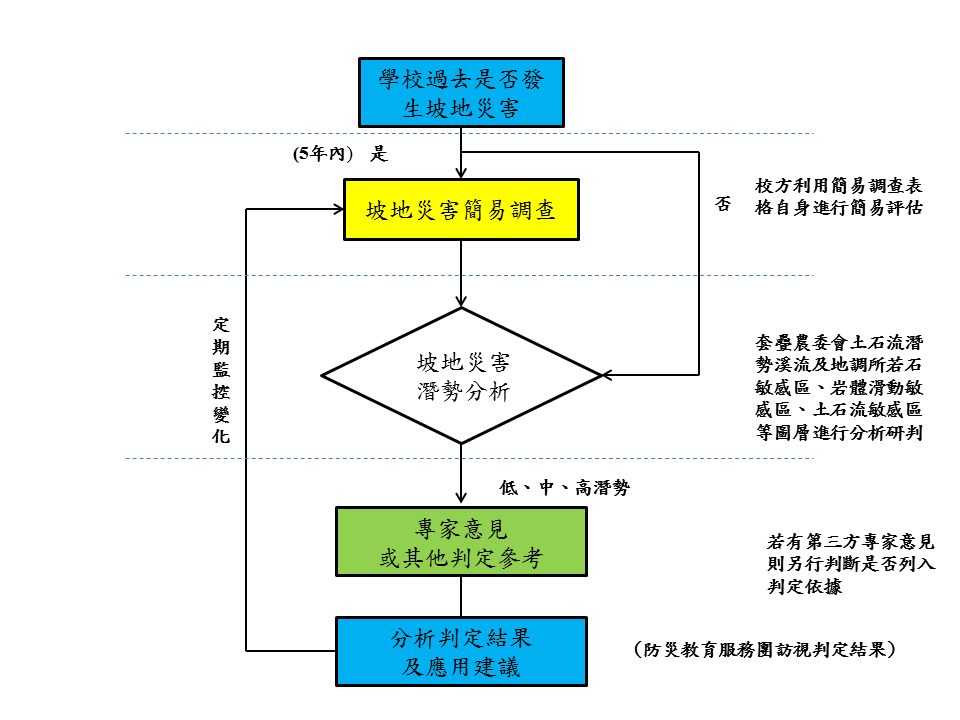 學校過去是否發
生坡地災害
(5年內) 是
坡地災害簡易調查
否
校方利用簡易調查表
格自身進行簡易評估
定
期
監
控
變
化
坡地災害
潛勢分析
套疊農委會土石流潛
勢溪流及地調所若石
敏感區、岩體滑動敏
感區、土石流敏感區
等圖層進行分析研判
低、中、高潛勢
專家意見
或其他判定參考
若有第三方專家意見
則另行判斷是否列入
判定依據
分析判定結果
及應用建議
(防災教育服務團訪視判定結果)